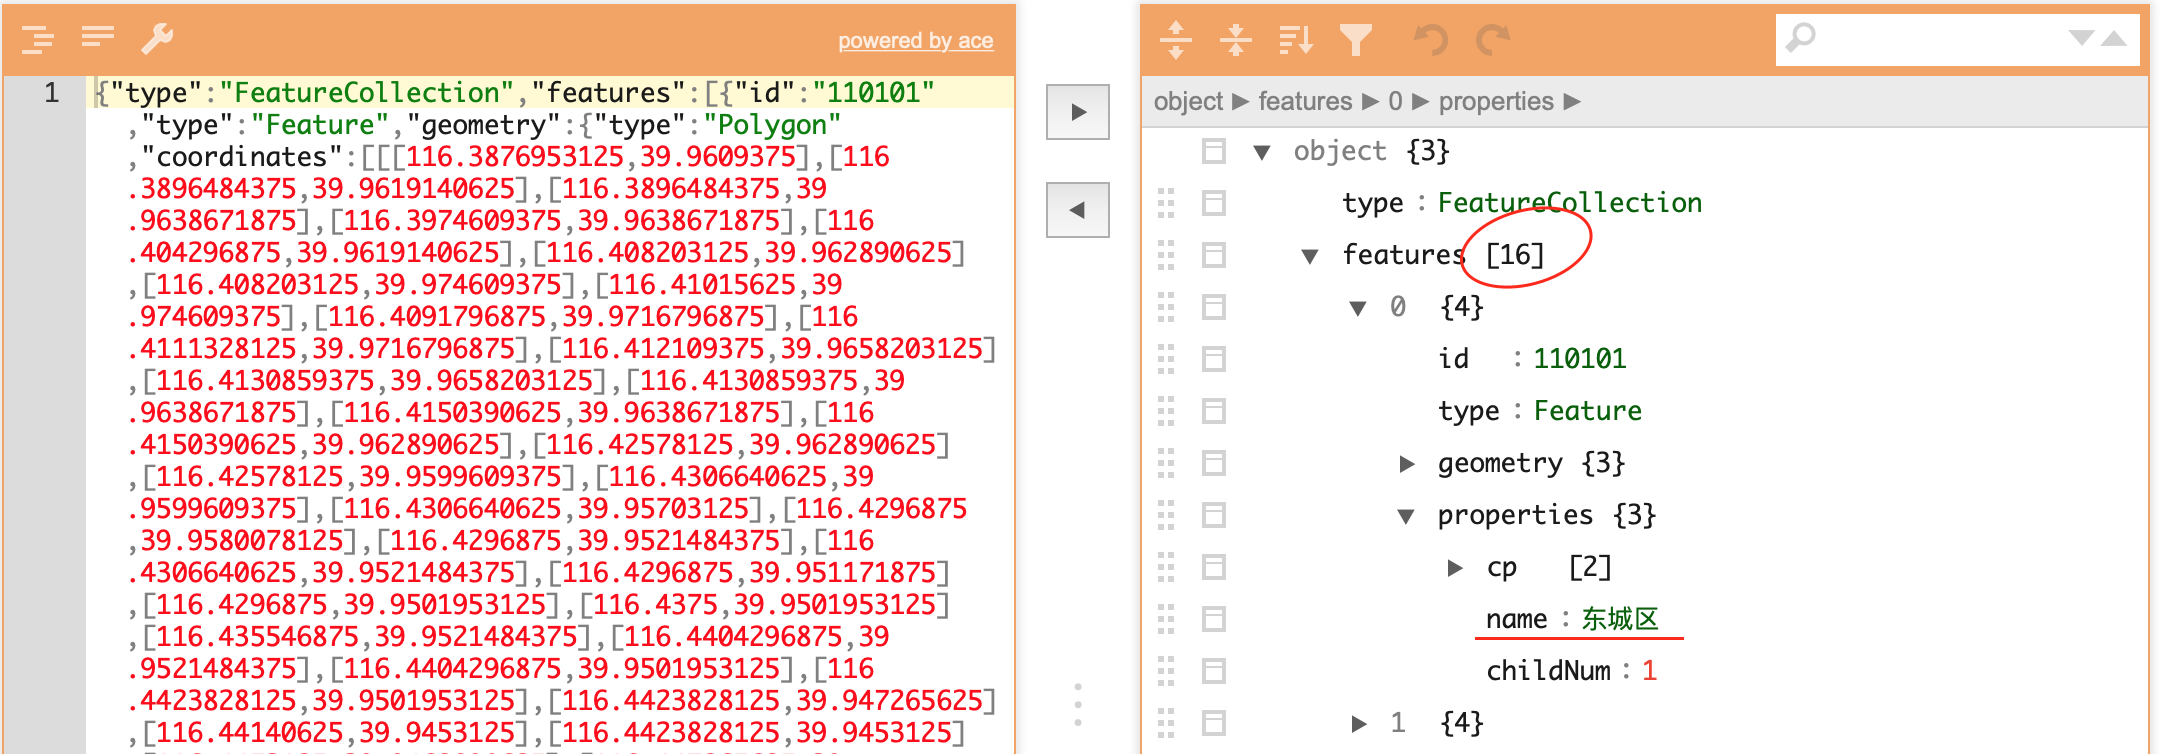 powered by ace
1
{"type":"FeatureCollection","features":[{"id":"110101"
,"type":"Feature","geometry":{"type":"Polygon"
,"coordinates":[[[116.3876953125,39.9609375],[116
.3896484375,39.9619140625],[116.3896484375,39
.9638671875],[116.3974609375,39.9638671875],[116
.404296875,39.9619140625],[116.408203125,39.962890625]
,[116.408203125,39.974609375],[116.41015625,39
.974609375],[116.4091796875,39.9716796875],[116
.4111328125,39.9716796875],[116.412109375,39.9658203125]
,[116.4130859375,39.9658203125],[116.4130859375,39
.9638671875],[116.4150390625,39.9638671875],[116
.4150390625,39.962890625],[116.42578125,39.962890625]
,[116.42578125,39.9599609375],[116.4306640625,39
.9599609375],[116.4306640625,39.95703125],[116.4296875
,39.9580078125],[116.4296875,39.9521484375],[116
.4306640625,39.9521484375],[116.4296875,39.951171875]
,[116.4296875,39.9501953125],[116.4375,39.9501953125]
,[116.435546875,39.9521484375],[116.4404296875,39
.9521484375],[116.4404296875,39.9501953125],[116
.4423828125,39.9501953125],[116.4423828125,39.947265625]
,[116.44140625,39.9453125],[116.4423828125,39.9453125]
object ▶ features ▶ 0 ▶ properties ▶
▼ object {3}
type : FeatureCollection
▼ features [16]
▼ 0 {4}
id : 110101
type : Feature
▶ geometry {3}
▼ properties {3}
▶ cp [2]
name : 东城区
childNum : 1
▶ 1 {4}